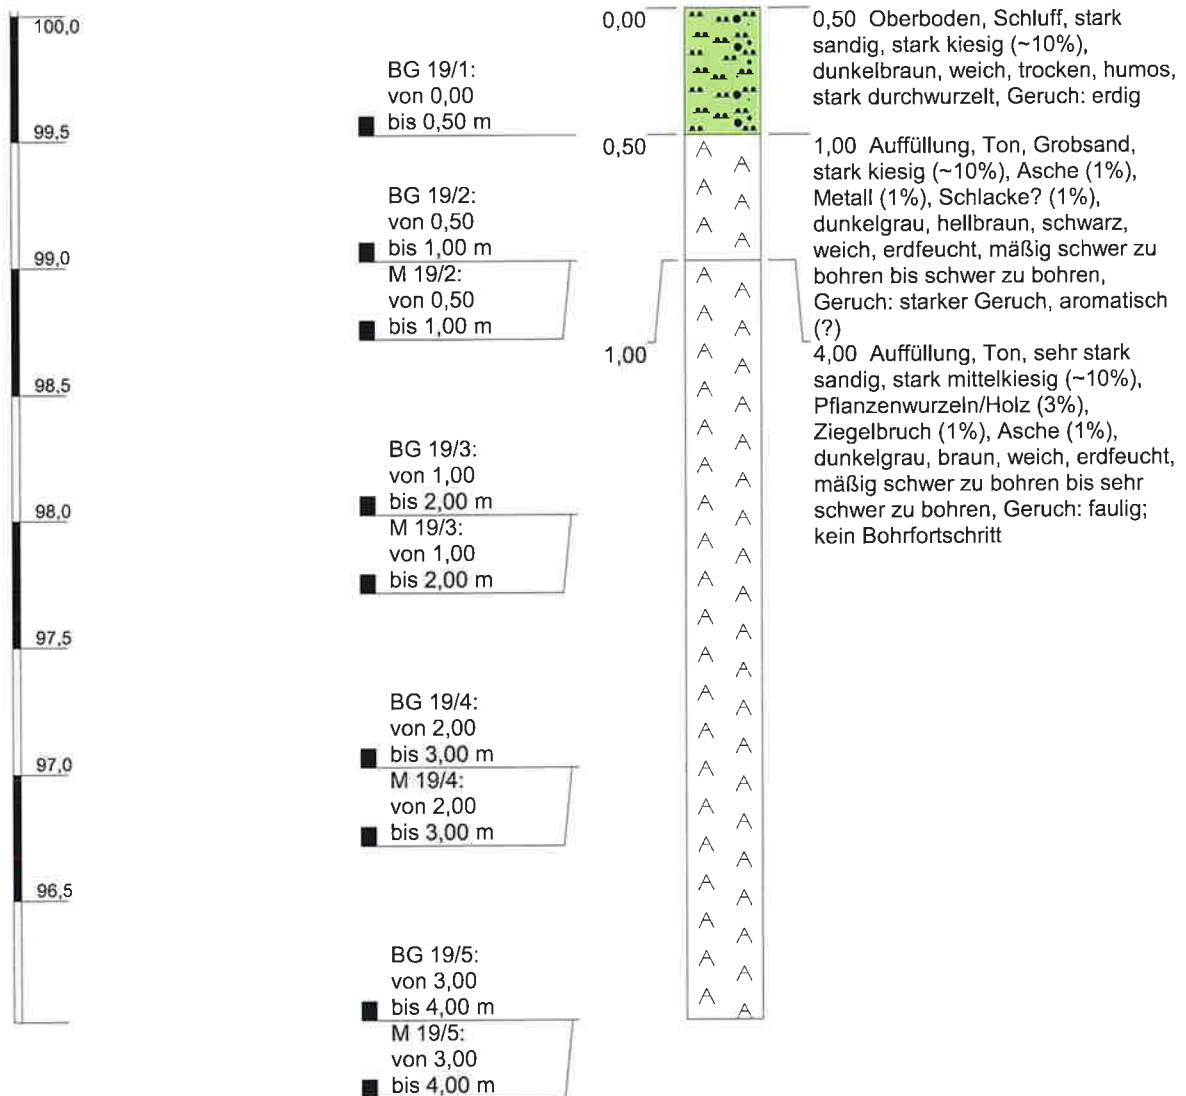 100,0
99,5
99,0
98,5
98,0
97,5
97,0
96,5
BG 19/1:
von 0,00
bis 0,50 m
BG 19/2:
von 0,50
bis 1,00 m
M 19/2:
von 0,50
bis 1,00 m
BG 19/3:
von 1,00
bis 2,00 m
M 19/3:
von 1,00
bis 2,00 m
BG 19/4:
von 2,00
bis 3,00 m
M 19/4:
von 2,00
bis 3,00 m
BG 19/5:
von 3,00
bis 4,00 m
M 19/5:
von 3,00
bis 4,00 m
0,00
0,50
1,00
0,50 Oberboden, Schluff, stark
sandig, stark kiesig (~10%),
dunkelbraun, weich, trocken, humos,
stark durchwurzelt, Geruch: erdig
1,00 Auffüllung, Ton, Grobsand,
stark kiesig (~10%), Asche (1%),
Metall (1%), Schlacke? (1%),
dunkelgrau, hellbraun, schwarz,
weich, erdfeucht, mäßig schwer zu
bohren bis schwer zu bohren,
Geruch: starker Geruch, aromatisch
(?)
4,00 Auffüllung, Ton, sehr stark
sandig, stark mittelkiesig (~10%),
Pflanzenwurzeln/Holz (3%),
Ziegelbruch (1%), Asche (1%),
dunkelgrau, braun, weich, erdfeucht,
mäßig schwer zu bohren bis sehr
schwer zu bohren, Geruch: faulig;
kein Bohrfortschritt